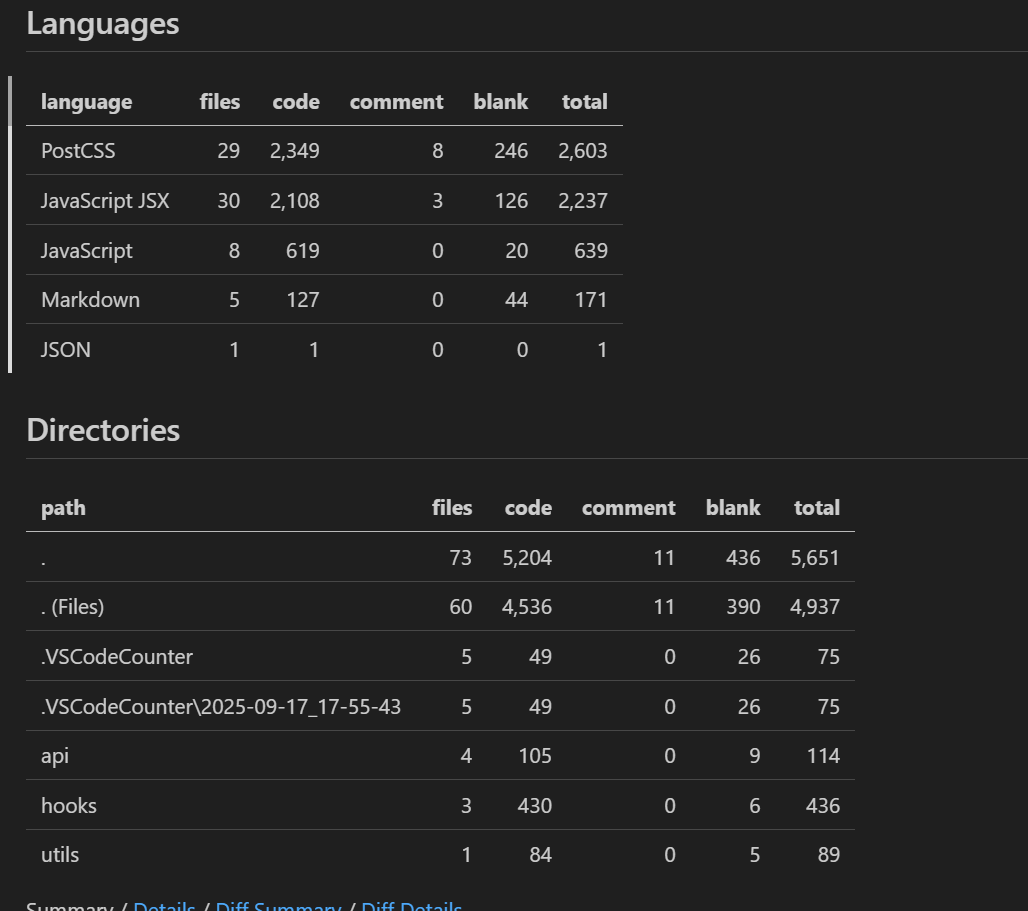 Languages
language files code comment blank total
PostCSS 29 2,349 8 246 2,603
JavaScript JSX 30 2,108 3 126 2,237
JavaScript 8 619 0 20 639
Markdown 5 127 0 44 171
JSON 1 1 0 0 1
Directories
path files code comment blank total
. 73 5,204 11 436 5,651
. (Files) 60 4,536 11 390 4,937
.VSCodeCounter 5 49 0 26 75
.VSCodeCounter\2025-09-17_17-55-43 5 49 0 26 75
api 4 105 0 9 114
hooks 3 430 0 6 436
utils 1 84 0 5 89
Summary / Details / Diff Summary / Diff Details